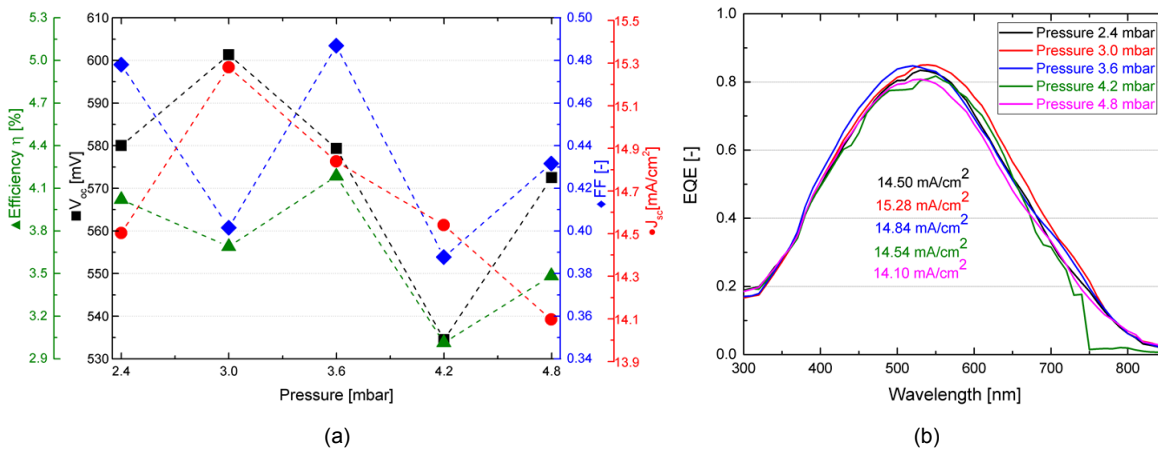 5.3
5.0
4.7
4.4
4.1
3.8
3.5
3.2
2.9
▲Efficiency η [%]
610
600
590
580
570
560
550
540
530
■V_oc [mV]
2.4
3.0
3.6
4.2
4.8
Pressure [mbar]
0.50
0.48
0.46
0.44
0.42
0.40
0.38
0.36
0.34
◆FF [-]
15.5
15.3
15.1
14.9
14.7
14.5
14.3
14.1
13.9
●J_sc[mA/cm²]
(a)
1.0
0.8
0.6
0.4
0.2
0.0
EQE [-]
Pressure 2.4 mbar
Pressure 3.0 mbar
Pressure 3.6 mbar
Pressure 4.2 mbar
Pressure 4.8 mbar
14.50 mA/cm²
15.28 mA/cm²
14.84 mA/cm²
14.54 mA/cm²
14.10 mA/cm²
300
400
500
600
700
800
Wavelength [nm]
(b)